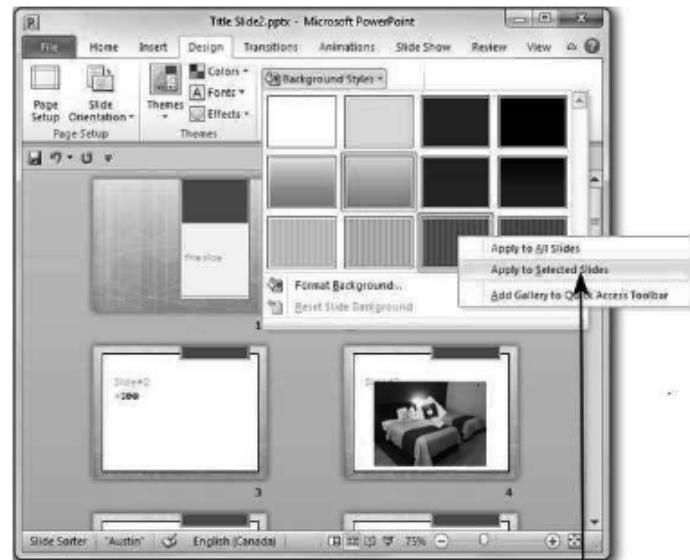 Title Slide2.pptx - Microsoft PowerPoint
File Home Insert Design Transitions Animations Slide Show Review View
Page Setup
Slide Orientation
Themes
Colors
Fonts
Effects
Background Styles
Page Setup
Themes
Format Background...
Reset Slide Background
Apply to All Slides
Apply to Selected Slides
Add Gallery to Quick Access Toolbar
1
Slide#2
3
4
Slide Sorter "Austin" English (Canada) 75%